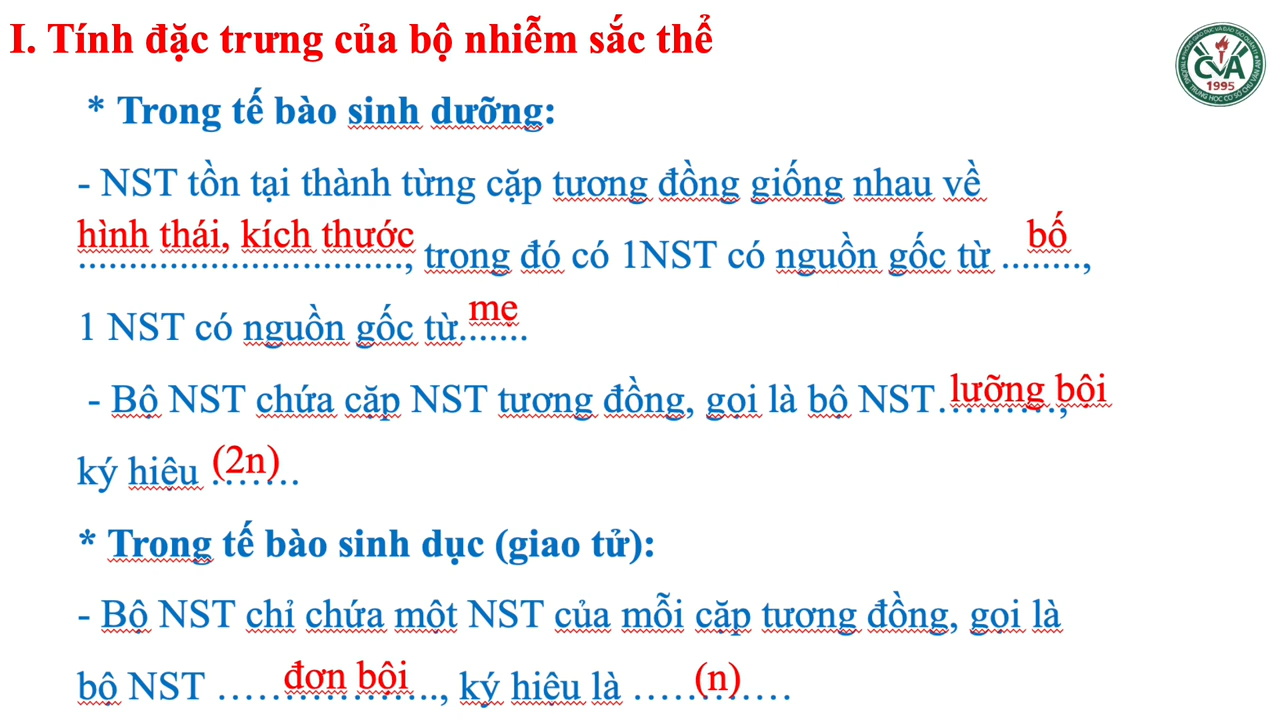 I. Tính đặc trưng của bộ nhiễm sắc thể
* Trong tế bào sinh dưỡng:
- NST tồn tại thành từng cặp tương đồng giống nhau về
hình thái, kích thước................................, trong đó có 1NST có nguồn gốc từ bố........,
1 NST có nguồn gốc từ mẹ.......
- Bộ NST chứa cặp NST tương đồng, gọi là bộ NST lưỡng bội…………,
ký hiệu (2n)…….
* Trong tế bào sinh dục (giao tử):
- Bộ NST chỉ chứa một NST của mỗi cặp tương đồng, gọi là
bộ NST ……đơn bội…….., ký hiệu là ……(n)……
CVA
1995